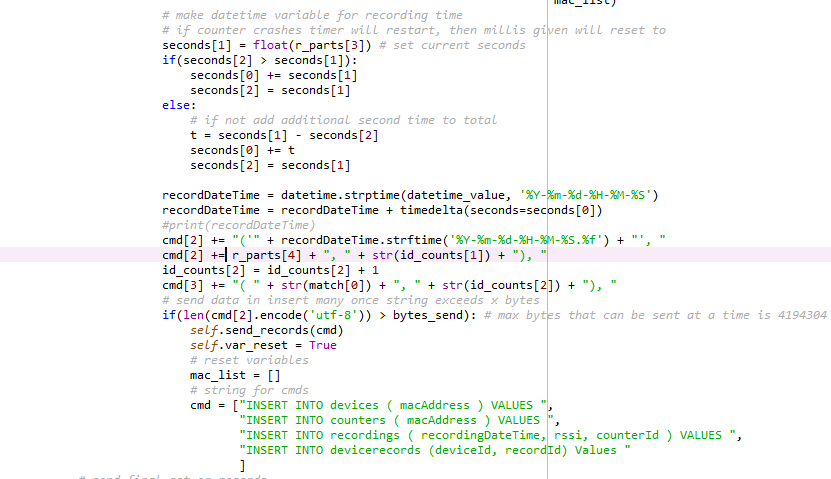 mac_list)
# make datetime variable for recording time
# if counter crashes timer will restart, then millis given will reset to
seconds[1] = float(r_parts[3]) # set current seconds
if(seconds[2] > seconds[1]):
seconds[0] += seconds[1]
seconds[2] = seconds[1]
else:
# if not add additional second time to total
t = seconds[1] - seconds[2]
seconds[0] += t
seconds[2] = seconds[1]
recordDateTime = datetime.strptime(datetime_value, '%Y-%m-%d-%H-%M-%S')
recordDateTime = recordDateTime + timedelta(seconds=seconds[0])
#print(recordDateTime)
cmd[2] += "('" + recordDateTime.strftime('%Y-%m-%d-%H-%M-%S.%f') + "', "
cmd[2] += r_parts[4] + ", " + str(id_counts[1]) + "), "
id_counts[2] = id_counts[2] + 1
cmd[3] += "( " + str(match[0]) + ", " + str(id_counts[2]) + "), "
# send data in insert many once string exceeds x bytes
if(len(cmd[2].encode('utf-8')) > bytes_send): # max bytes that can be sent at a time is 4194304
self.send_records(cmd)
self.var_reset = True
# reset variables
mac_list = []
# string for cmds
cmd = ["INSERT INTO devices ( macAddress ) VALUES ",
"INSERT INTO counters ( macAddress ) VALUES ",
"INSERT INTO recordings ( recordingDateTime, rssi, counterId ) VALUES ",
"INSERT INTO devicerecords (deviceId, recordId) Values "
]
# send final set on records